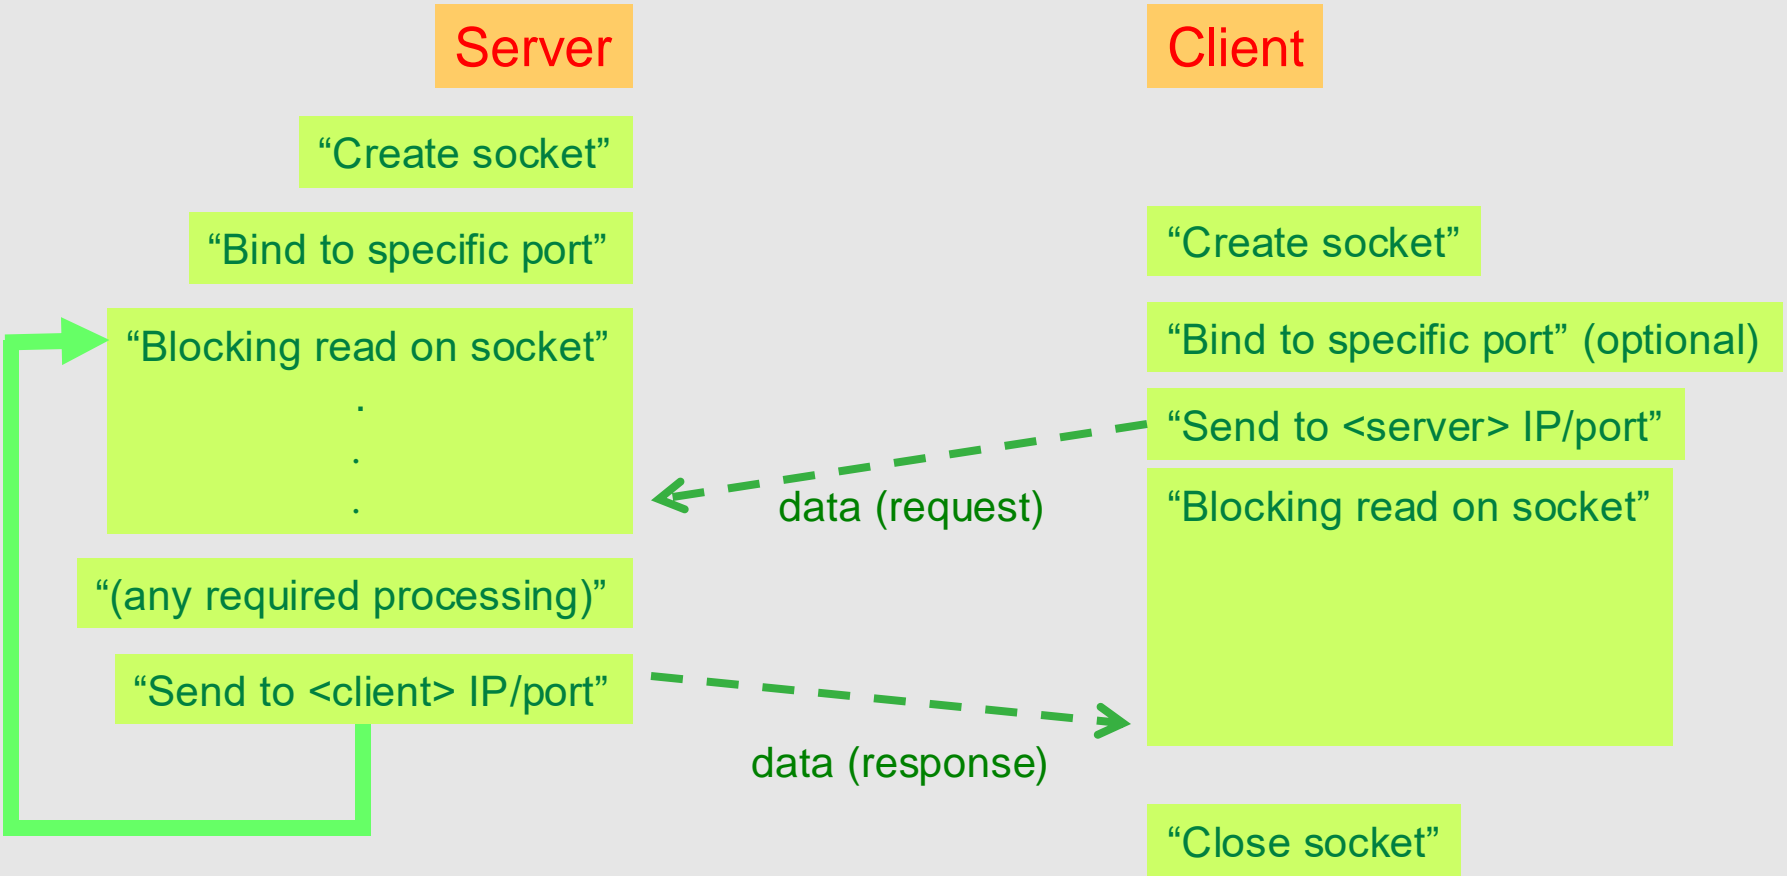 Server
Client
“Create socket”
“Bind to specific port”
“Blocking read on socket”
.
.
.
“(any required processing)”
“Send to <client> IP/port”
data (request)
data (response)
“Create socket”
“Bind to specific port” (optional)
“Send to <server> IP/port”
“Blocking read on socket”
“Close socket”